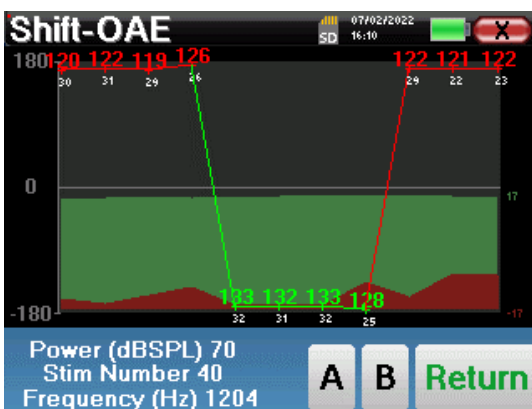 Shift-OAE
SD
07/02/2022
16:10
X
180
120 122 119 126 122 121 122
30 31 29 26 29 22 23
0
17
133 132 133 128
-180
32 31 32 25
-17
Power (dBSPL) 70
Stim Number 40
Frequency (Hz) 1204
A B Return